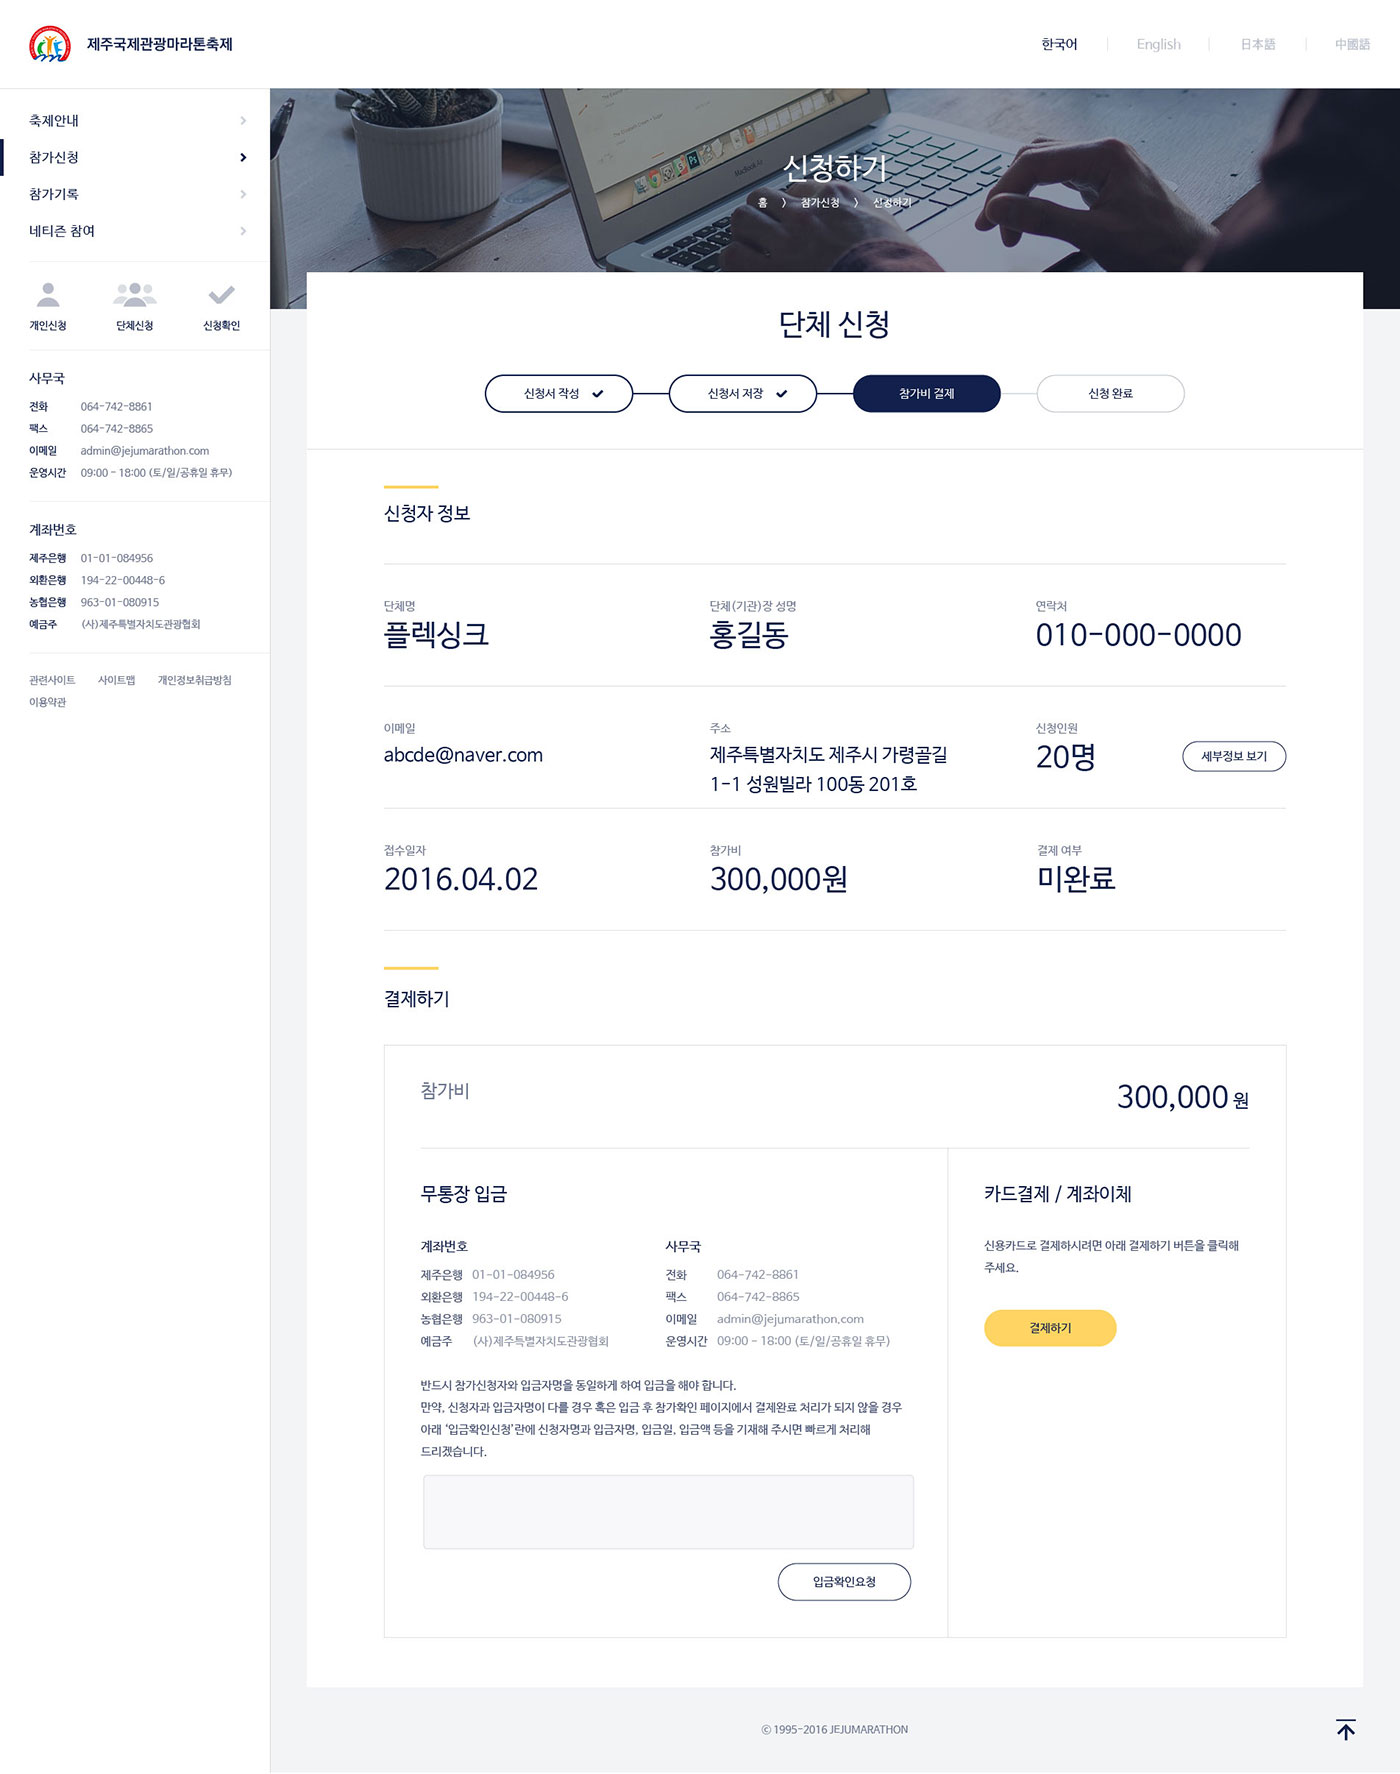 제주국제관광마라톤축제
한국어
English
日本語
中國語
축제안내
참가신청
참가기록
네티즌 참여
개인신청
단체신청
신청확인
사무국
전화 064-742-8861
팩스 064-742-8865
이메일 admin@jejumarathon.com
운영시간 09:00 - 18:00 (토/일/공휴일 휴무)
계좌번호
제주은행 01-01-084956
외환은행 194-22-00448-6
농협은행 963-01-080915
예금주 (사)제주특별자치도관광협회
관련사이트 사이트맵 개인정보취급방침
이용약관
MacBook Air
신청하기
홈 > 참가신청 > 신청하기
단체 신청
신청서 작성
신청서 저장
참가비 결제
신청 완료
신청자 정보
단체명
플렉싱크
단체(기관)장 성명
홍길동
연락처
010-000-0000
이메일
abcde@naver.com
주소
제주특별자치도 제주시 가령골길
1-1 성원빌라 100동 201호
신청인원
20명
세부정보 보기
접수일자
2016.04.02
참가비
300,000원
결제 여부
미완료
결제하기
참가비
300,000 원
무통장 입금
계좌번호
제주은행 01-01-084956
외환은행 194-22-00448-6
농협은행 963-01-080915
예금주 (사)제주특별자치도관광협회
사무국
전화 064-742-8861
팩스 064-742-8865
이메일 admin@jejumarathon.com
운영시간 09:00 - 18:00 (토/일/공휴일 휴무)
반드시 참가신청자와 입금자명을 동일하게 하여 입금을 해야 합니다.
만약, 신청자과 입금자명이 다를 경우 혹은 입금 후 참가확인 페이지에서 결제완료 처리가 되지 않을 경우
아래 ‘입금확인신청’란에 신청자명과 입금자명, 입금일, 입금액 등을 기재해 주시면 빠르게 처리해
드리겠습니다.
입금확인요청
카드결제 / 계좌이체
신용카드로 결제하시려면 아래 결제하기 버튼을 클릭해
주세요.
결제하기
© 1995-2016 JEJUMARATHON